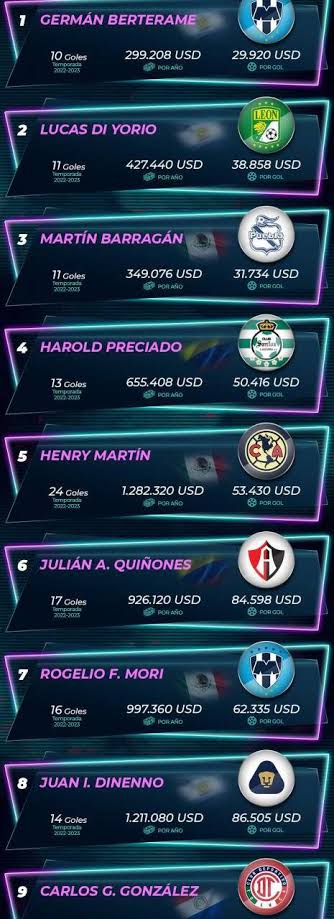 1 GERMÁN BERTERAME
10 Goles 299.208 USD 29.920 USD
Temporada 2022-2023 POR AÑO POR GOL
2 LUCAS DI YORIO
LEÓN
11 Goles 427.440 USD 38.858 USD
Temporada 2022-2023 POR AÑO POR GOL
3 MARTÍN BARRAGÁN
Puebla
11 Goles 349.076 USD 31.734 USD
Temporada 2022-2023 POR AÑO POR GOL
4 HAROLD PRECIADO
CLUB Santos
13 Goles 655.408 USD 50.416 USD
Temporada 2022-2023 POR AÑO POR GOL
5 HENRY MARTÍN
CA
24 Goles 1.282.320 USD 53.430 USD
Temporada 2022-2023 POR AÑO POR GOL
6 JULIÁN A. QUIÑONES
A
17 Goles 926.120 USD 84.598 USD
Temporada 2022-2023 POR AÑO POR GOL
7 ROGELIO F. MORI
M
16 Goles 997.360 USD 62.335 USD
Temporada 2022-2023 POR AÑO POR GOL
8 JUAN I. DINENNO
14 Goles 1.211.080 USD 86.505 USD
Temporada 2022-2023 POR AÑO POR GOL
9 CARLOS G. GONZÁLEZ